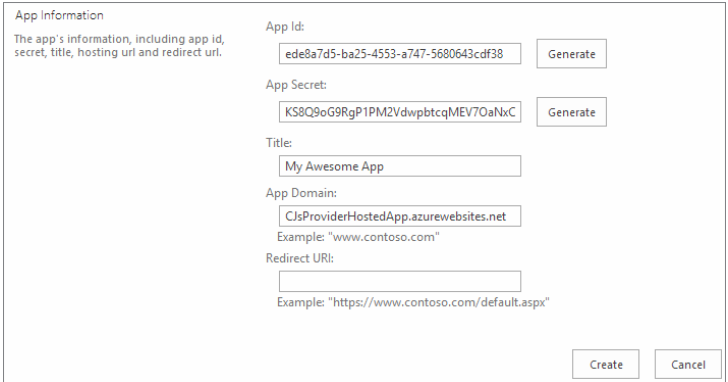 App Information
The app's information, including app id,
secret, title, hosting url and redirect url.
App Id:
ede8a7d5-ba25-4553-a747-5680643cdf38
Generate
App Secret:
KS8Q9oG9RgP1PM2VdwpbtcqMEV7OaNxC
Generate
Title:
My Awesome App
App Domain:
CJsProviderHostedApp.azurewebsites.net
Example: "www.contoso.com"
Redirect URI:
Example: "https://www.contoso.com/default.aspx"
Create
Cancel